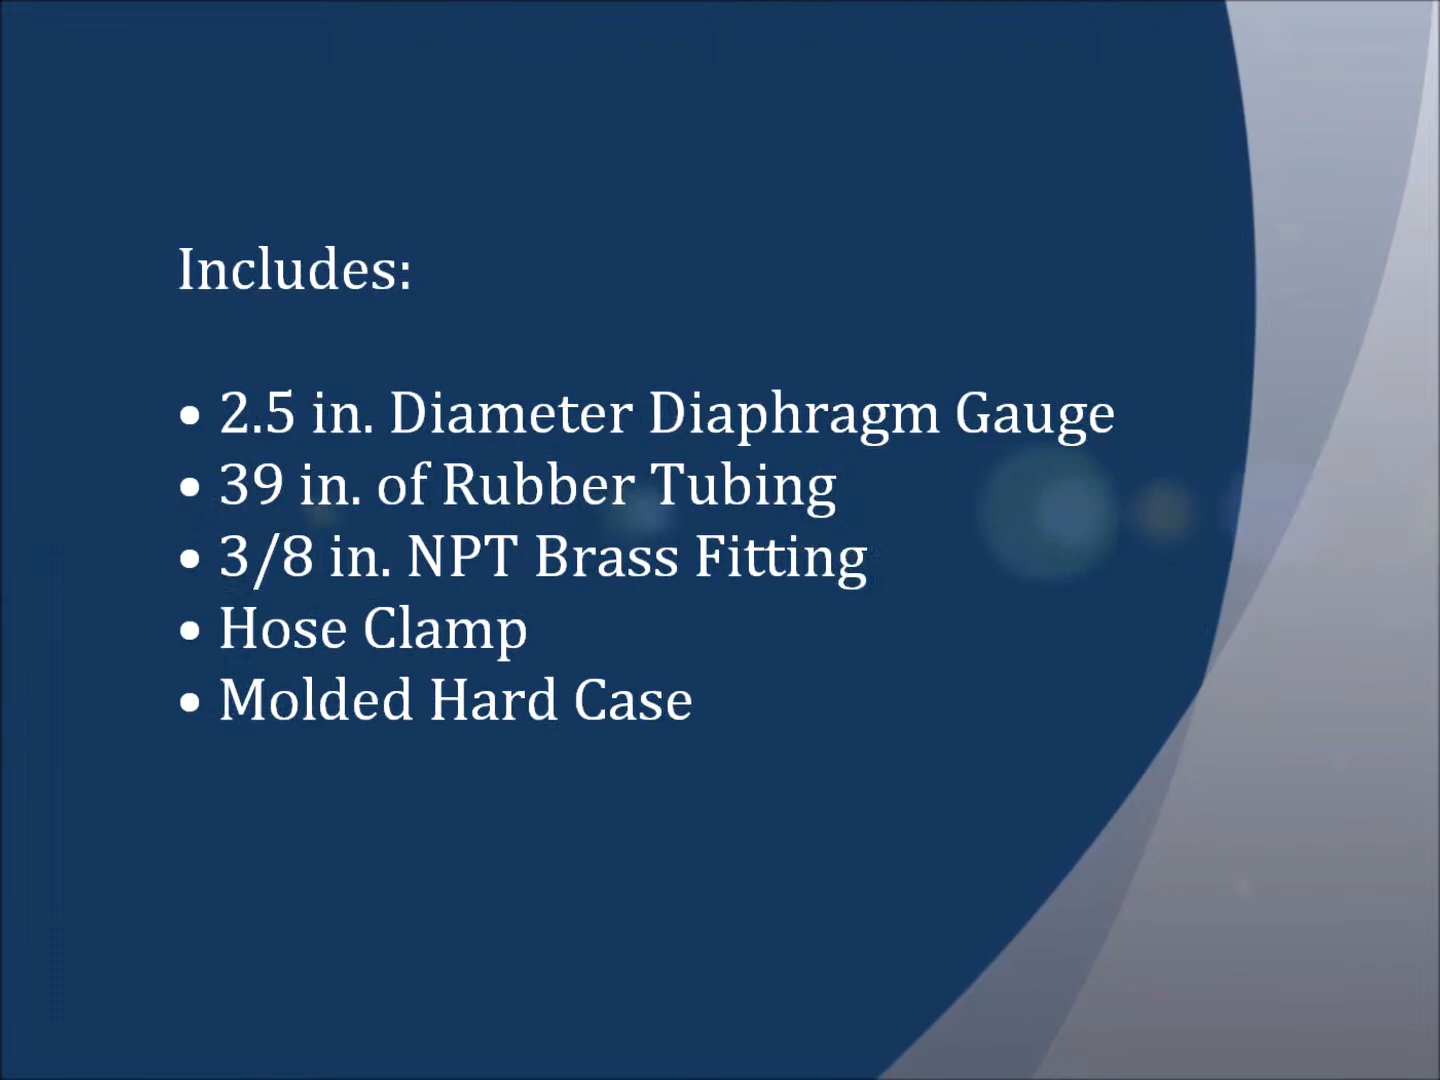 Includes:
• 2.5 in. Diameter Diaphragm Gauge
• 39 in. of Rubber Tubing
• 3/8 in. NPT Brass Fitting
• Hose Clamp
• Molded Hard Case